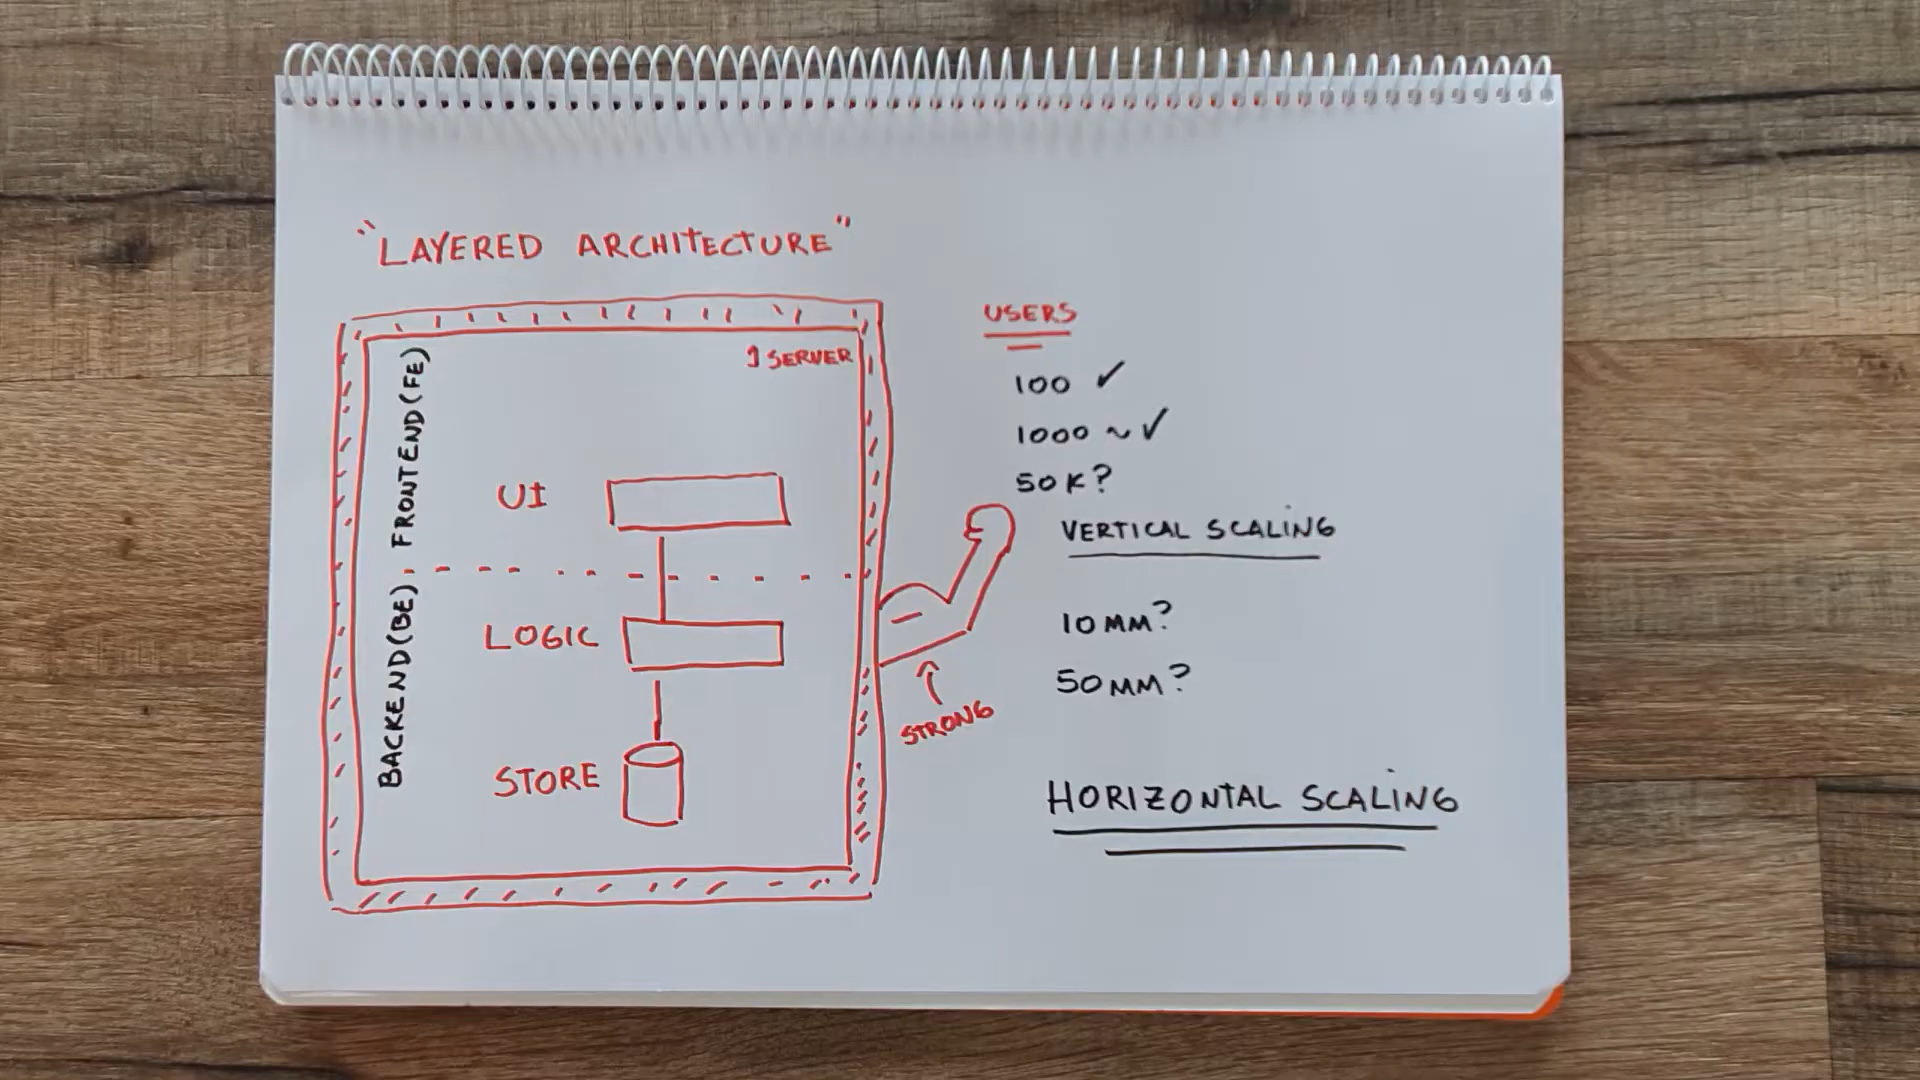 "LAYERED ARCHITECTURE"
1 SERVER
FRONTEND(FE)
BACKEND(BE)
UI
LOGIC
STORE
STRONG
USERS
100 ✓
1000 ~ ✓
50K?
VERTICAL SCALING
10MM?
50MM?
HORIZONTAL SCALING